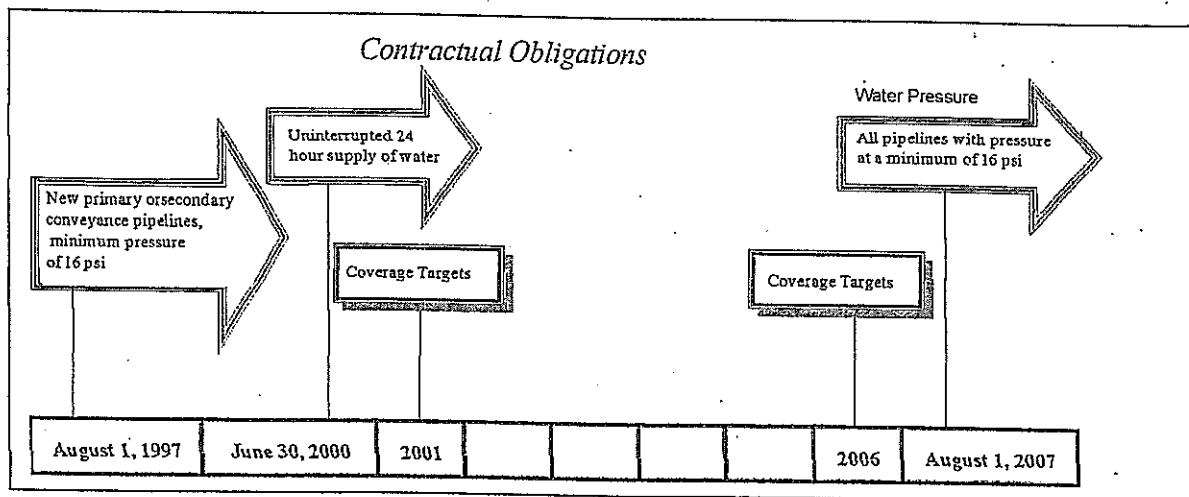 Contractual Obligations
New primary orsecondary
conveyance pipelines,
minimum pressure
of 16 psi
Uninterrupted 24
hour supply of water
Coverage Targets
Water Pressure
All pipelines with pressure
at a minimum of 16 psi
Coverage Targets
August 1, 1997
June 30, 2000
2001
2006
August 1, 2007